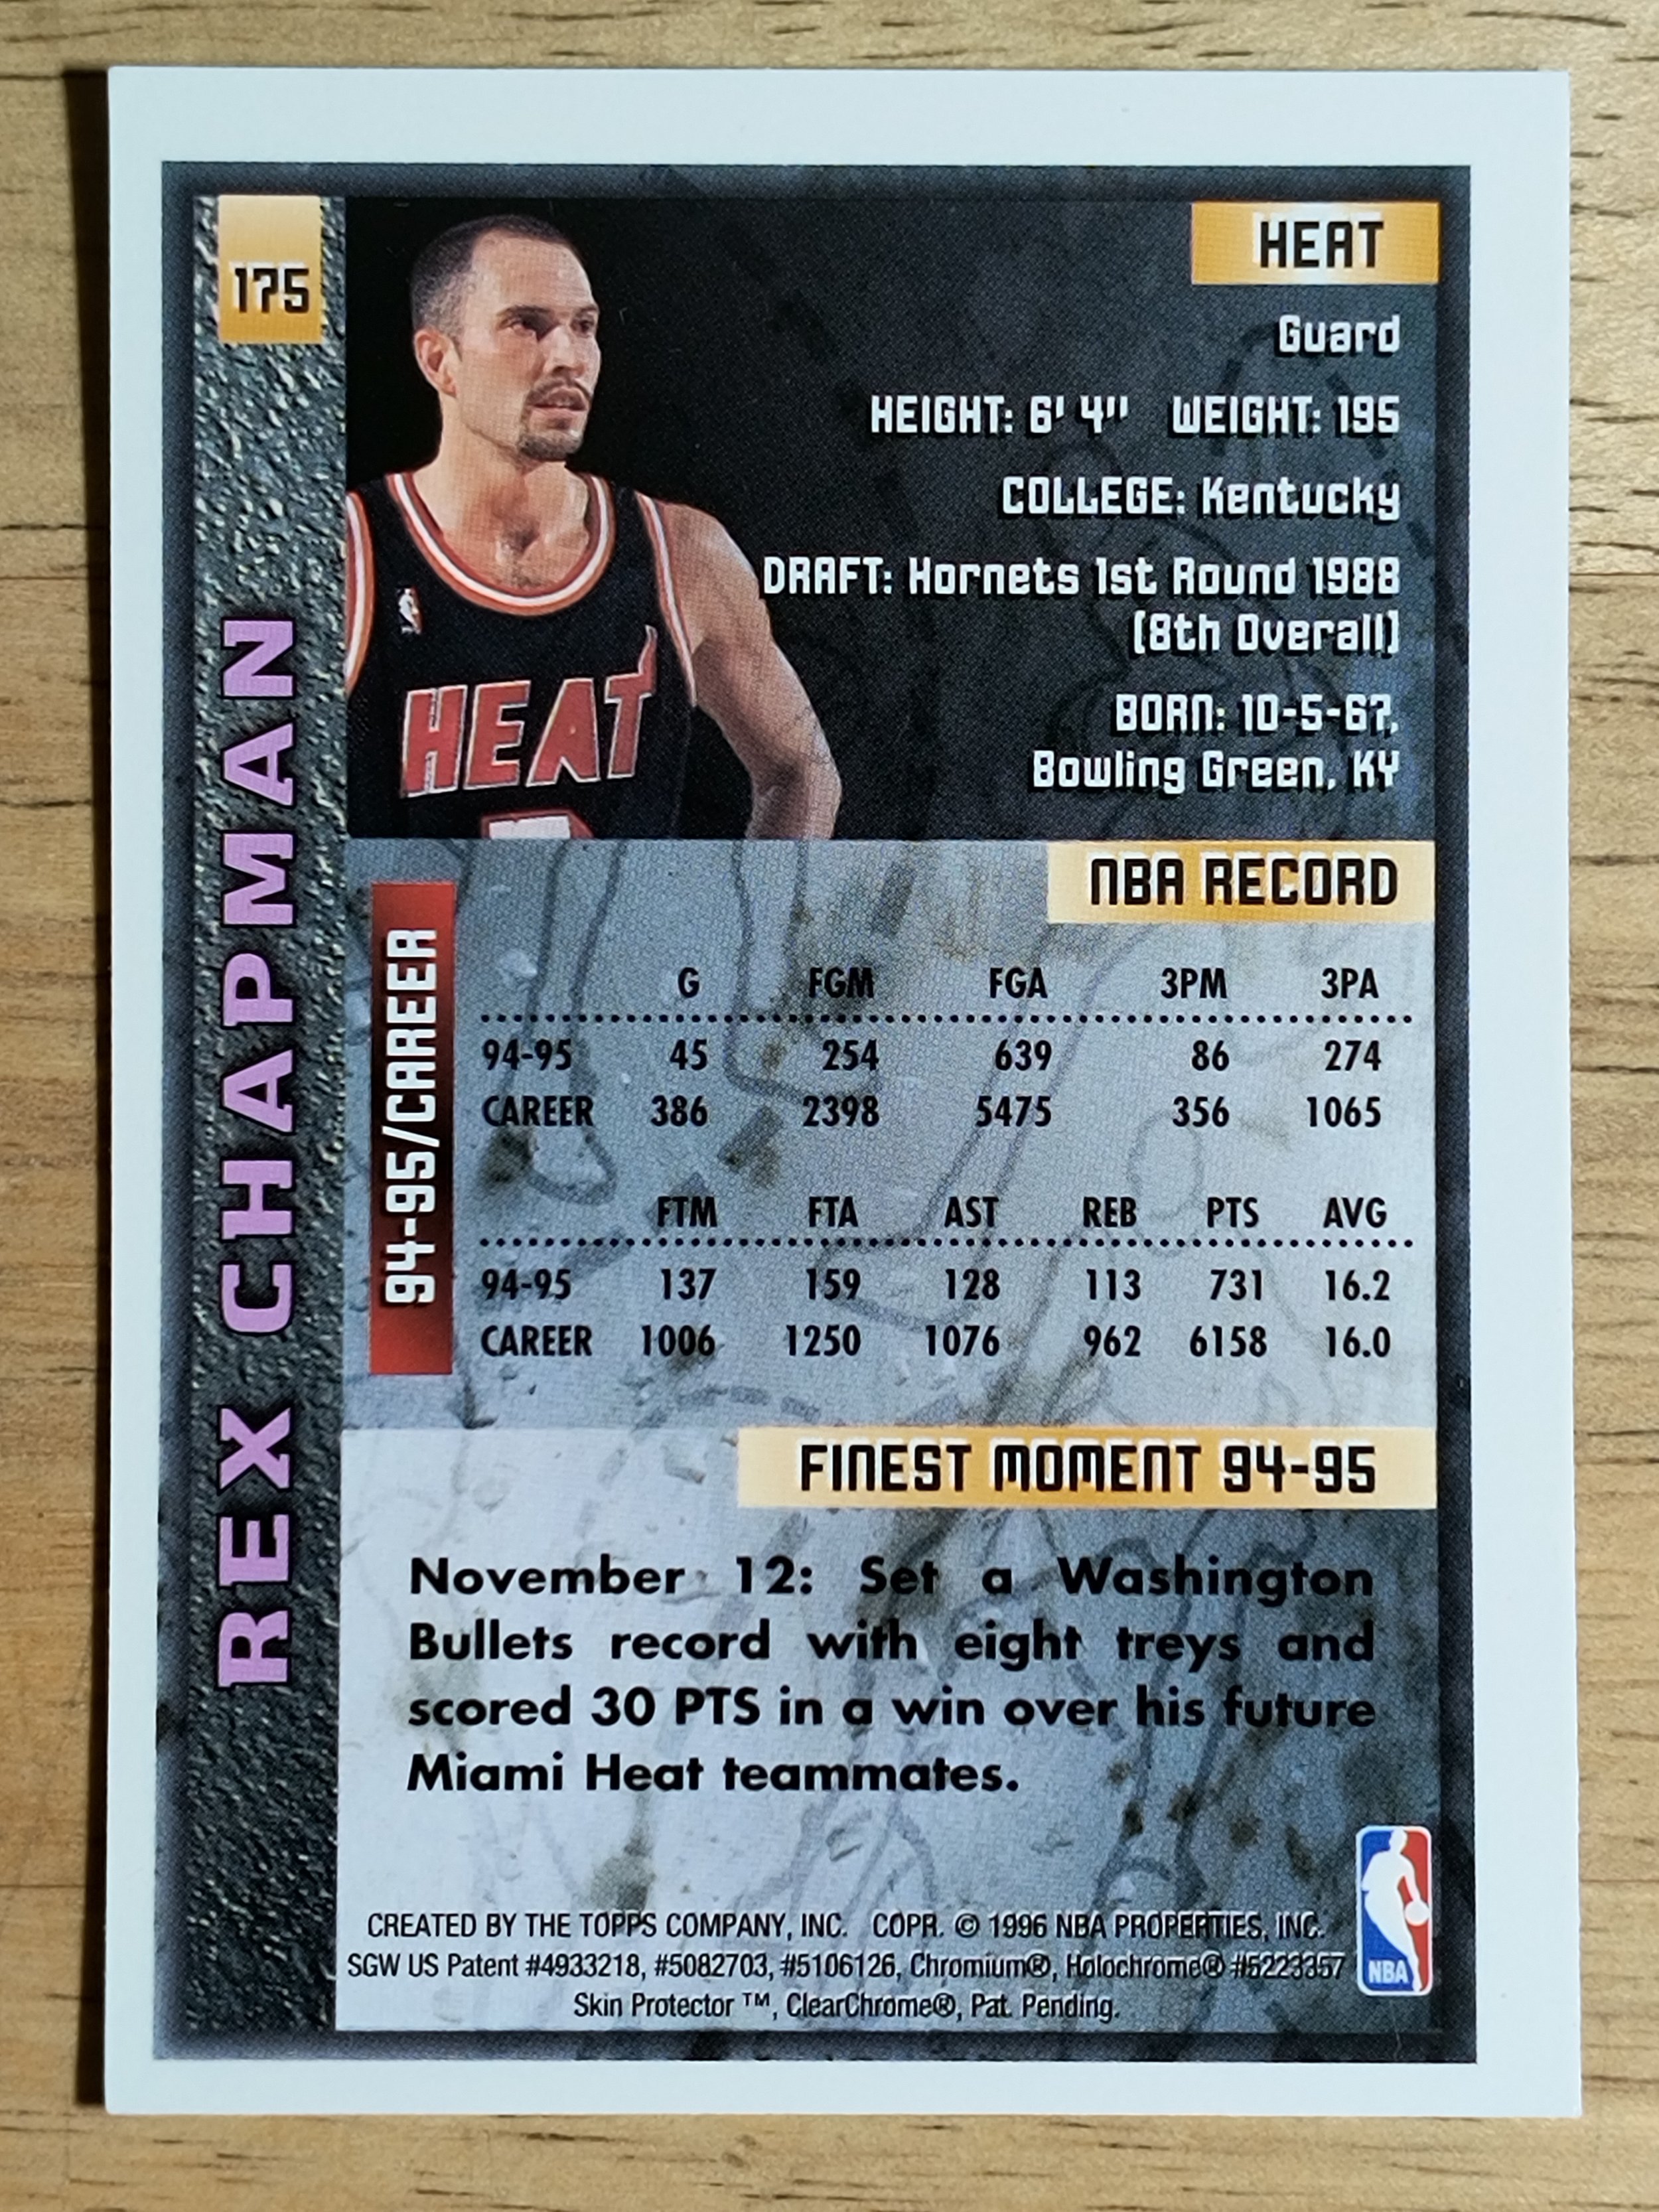 175
REX CHAPMAN
HEAT
Guard
HEIGHT: 6' 4" WEIGHT: 195
COLLEGE: Kentucky
DRAFT: Hornets 1st Round 1988
(8th Overall)
BORN: 10-5-67,
Bowling Green, KY
HEAT
NBA RECORD
94-95/CAREER
G FGM FGA 3PM 3PA
94-95 45 254 639 86 274
CAREER 386 2398 5475 356 1065
FTM FTA AST REB PTS AVG
94-95 137 159 128 113 731 16.2
CAREER 1006 1250 1076 962 6158 16.0
FINEST MOMENT 94-95
November 12: Set a Washington
Bullets record with eight treys and
scored 30 PTS in a win over his future
Miami Heat teammates.
CREATED BY THE TOPPS COMPANY, INC. COPR. © 1996 NBA PROPERTIES, INC.
SGW US Patent #4933218, #5082703, #5106126, Chromium®, Holochrome® #5223357
Skin Protector ™, ClearChrome®, Pat. Pending.
NBA